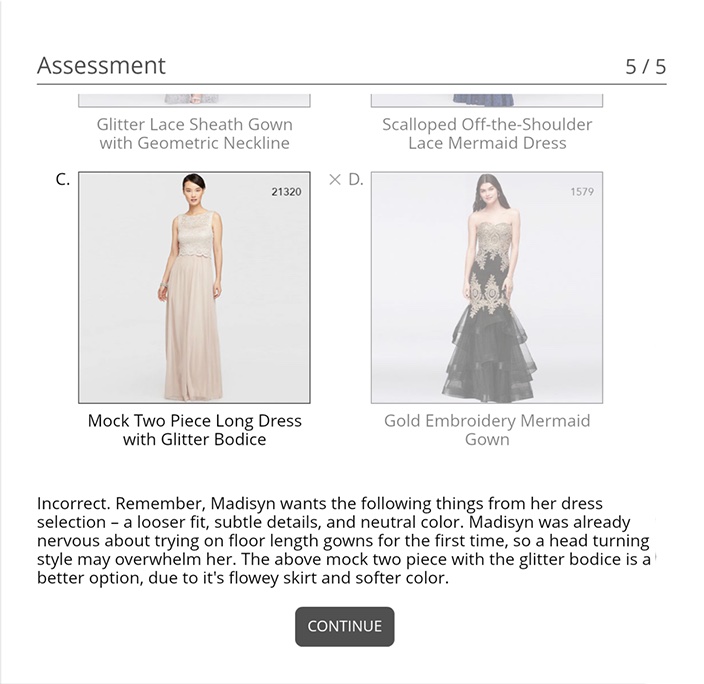 Assessment
5 / 5
Glitter Lace Sheath Gown
with Geometric Neckline
Scalloped Off-the-Shoulder
Lace Mermaid Dress
C.
21320
× D.
1579
Mock Two Piece Long Dress
with Glitter Bodice
Gold Embroidery Mermaid
Gown
Incorrect. Remember, Madisyn wants the following things from her dress
selection – a looser fit, subtle details, and neutral color. Madisyn was already
nervous about trying on floor length gowns for the first time, so a head turning
style may overwhelm her. The above mock two piece with the glitter bodice is a
better option, due to it's flowey skirt and softer color.
CONTINUE